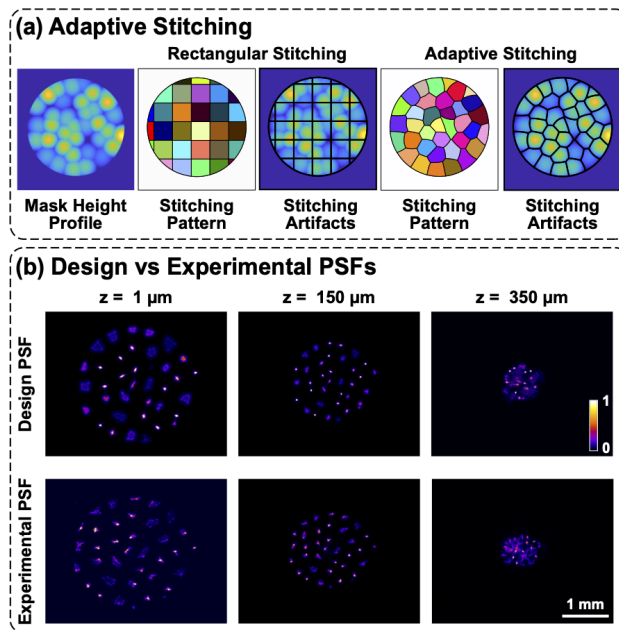 (a) Adaptive Stitching
Rectangular Stitching Adaptive Stitching
Mask Height Profile
Stitching Pattern
Stitching Artifacts
Stitching Pattern
Stitching Artifacts
(b) Design vs Experimental PSFs
z = 1 µm z = 150 µm z = 350 µm
Design PSF
1
0
Experimental PSF
1 mm